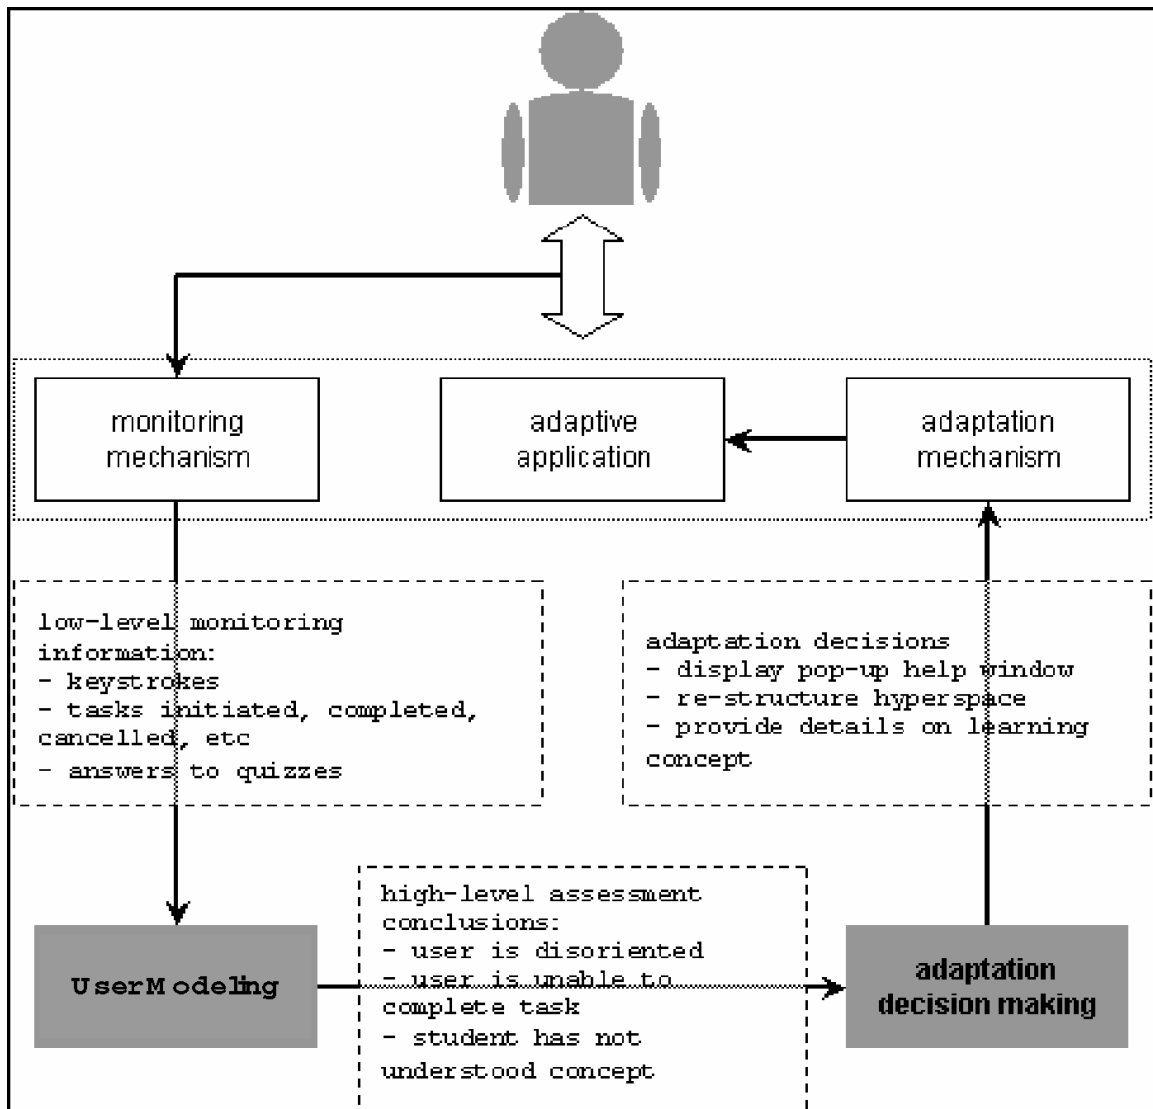 monitoring
mechanism
adaptive
application
adaptation
mechanism
low-level monitoring
information:
- keystrokes
- tasks initiated, completed,
cancelled, etc
- answers to quizzes
adaptation decisions
- display pop-up help window
- re-structure hyperspace
- provide details on learning
concept
high-level assessment
conclusions:
- user is disoriented
- user is unable to
complete task
- student has not
understood concept
UserModeling
adaptation
decision making